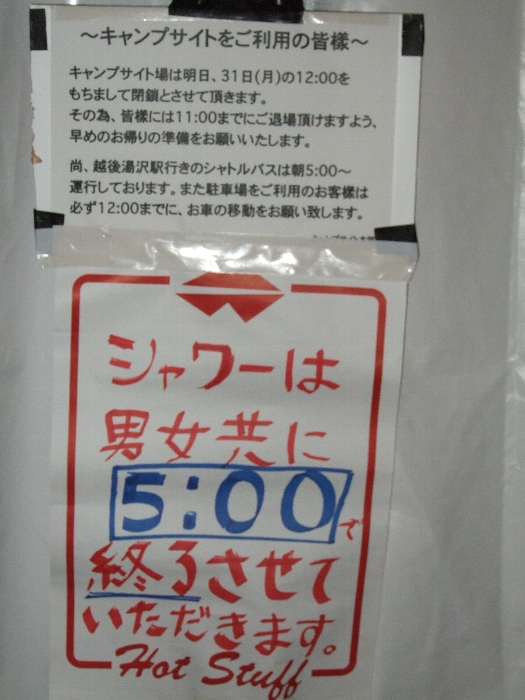 ～キャンプサイトをご利用の皆様～
キャンプサイト場は明日、31日(月)の12:00を
もちまして閉鎖とさせて頂きます。
その為、皆様には11:00までにご退場頂けますよう、
早めのお帰りの準備をお願いいたします。
尚、越後湯沢駅行きのシャトルバスは朝5:00～
運行しております。また駐車場をご利用のお客様は
必ず12:00までに、お車の移動をお願い致します。
シャワーは
男女共に
5:00で
終了させて
いただきます。
Hot Stuff